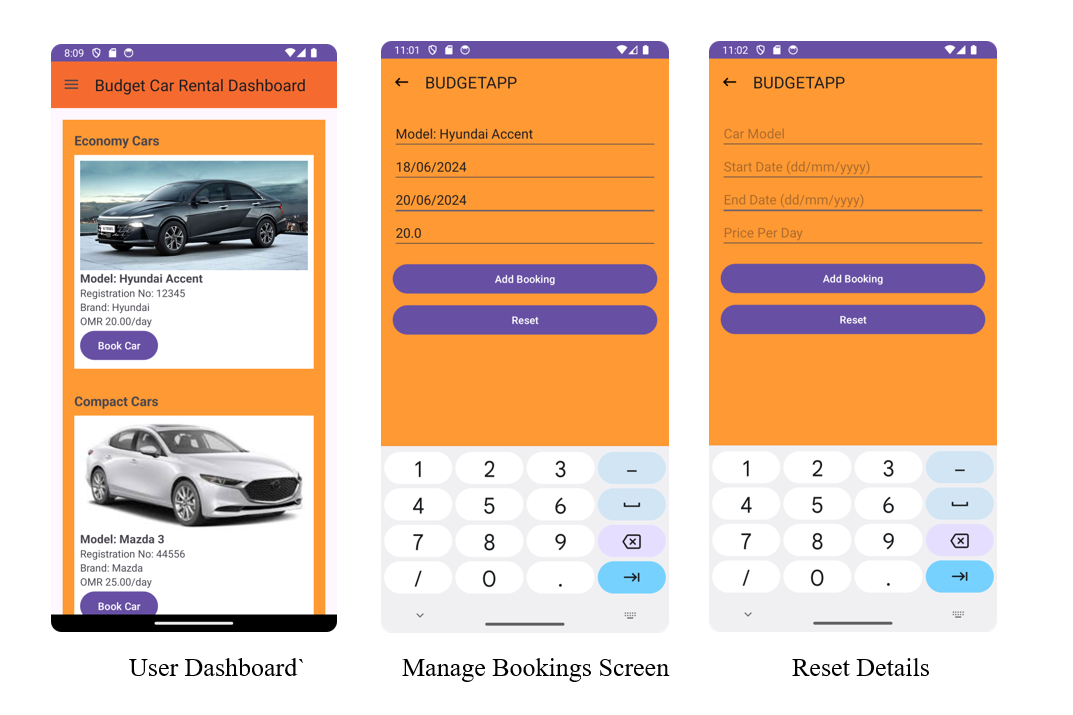 8:09
Budget Car Rental Dashboard
Economy Cars
Model: Hyundai Accent
Registration No: 12345
Brand: Hyundai
OMR 20.00/day
Book Car
Compact Cars
Model: Mazda 3
Registration No: 44556
Brand: Mazda
OMR 25.00/day
Book Car
User Dashboard`
11:01
BUDGETAPP
Model: Hyundai Accent
18/06/2024
20/06/2024
20.0
Add Booking
Reset
1 2 3 –
4 5 6
7 8 9
/ 0 .
Manage Bookings Screen
11:02
BUDGETAPP
Car Model
Start Date (dd/mm/yyyy)
End Date (dd/mm/yyyy)
Price Per Day
Add Booking
Reset
1 2 3 –
4 5 6
7 8 9
/ 0 .
Reset Details